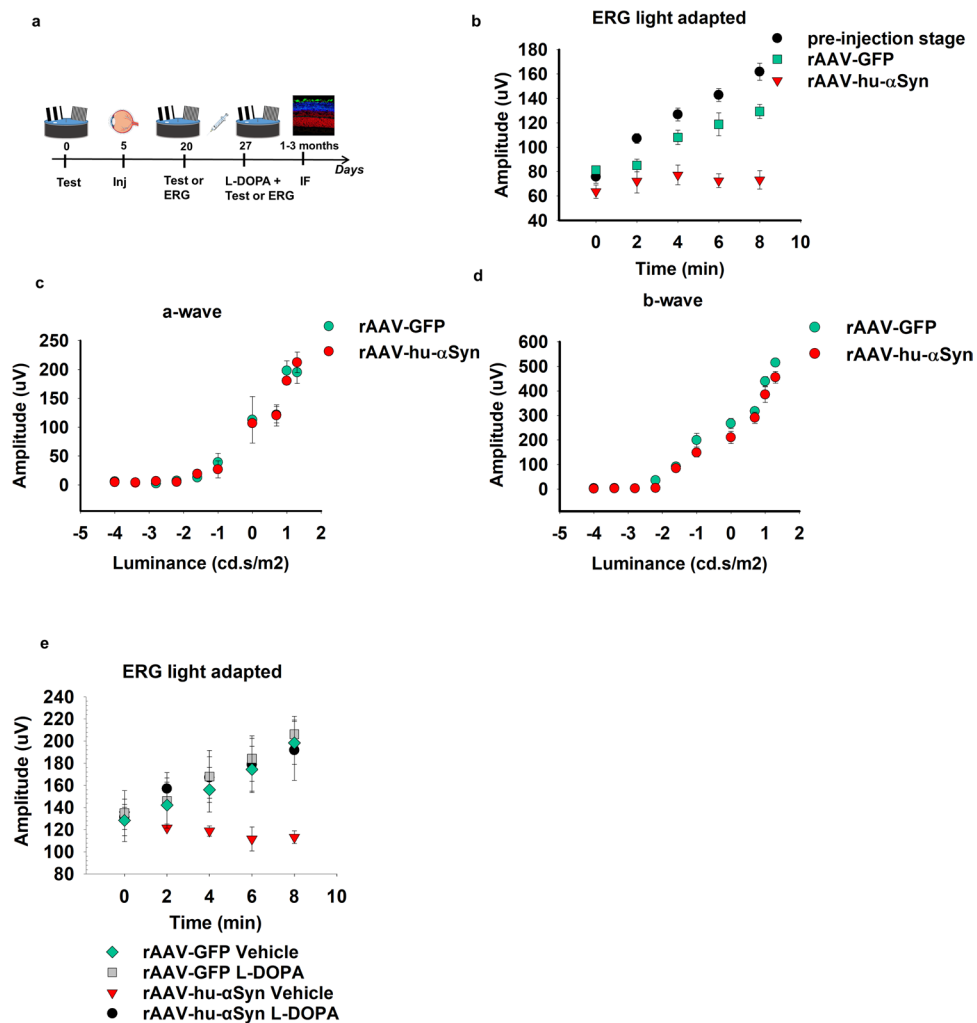 a
0
5
20
27
1-3 months
Days
Test
Inj
Test or
ERG
L-DOPA +
Test or ERG
IF
b
ERG light adapted
pre-injection stage
rAAV-GFP
rAAV-hu-αSyn
Amplitude (uV)
180
160
140
120
100
80
60
40
0 2 4 6 8 10
Time (min)
c
a-wave
rAAV-GFP
rAAV-hu-αSyn
Amplitude (uV)
250
200
150
100
50
0
-5 -4 -3 -2 -1 0 1 2
Luminance (cd.s/m2)
d
b-wave
rAAV-GFP
rAAV-hu-αSyn
Amplitude (uV)
600
500
400
300
200
100
0
-5 -4 -3 -2 -1 0 1 2
Luminance (cd.s/m2)
e
ERG light adapted
Amplitude (uV)
240
220
200
180
160
140
120
100
80
0 2 4 6 8 10
Time (min)
rAAV-GFP Vehicle
rAAV-GFP L-DOPA
rAAV-hu-αSyn Vehicle
rAAV-hu-αSyn L-DOPA